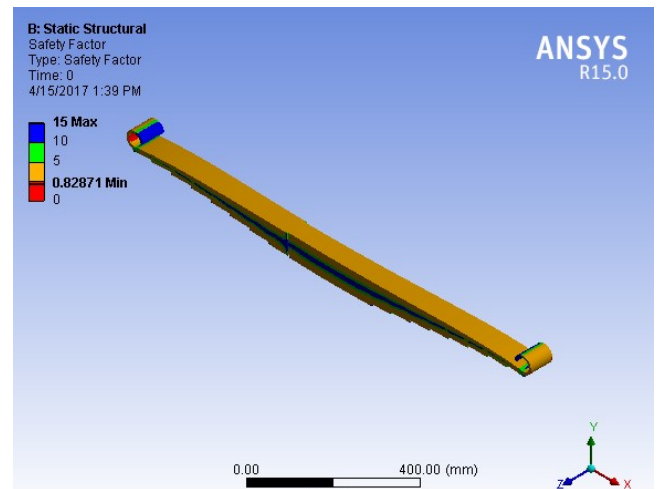 B: Static Structural
Safety Factor
Type: Safety Factor
Time: 0
4/15/2017 1:39 PM
15 Max
10
5
0.82871 Min
0
ANSYS
R15.0
0.00
400.00 (mm)
Y
Z
X